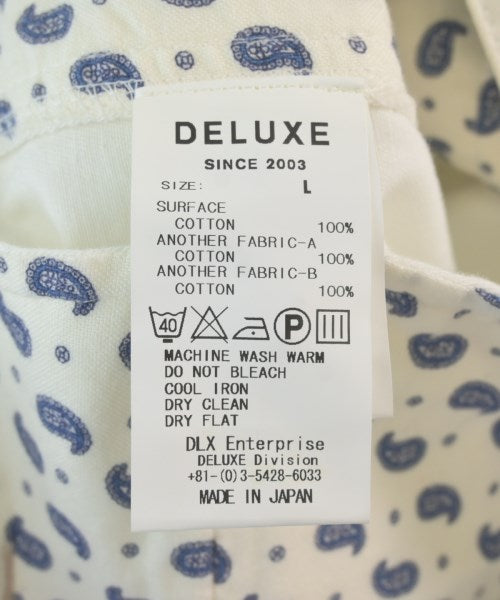 DELUXE
SINCE 2003
SIZE: L
SURFACE
COTTON 100%
ANOTHER FABRIC-A
COTTON 100%
ANOTHER FABRIC-B
COTTON 100%
40 P
MACHINE WASH WARM
DO NOT BLEACH
COOL IRON
DRY CLEAN
DRY FLAT
DLX Enterprise
DELUXE Division
+81-(0)3-5428-6033
MADE IN JAPAN